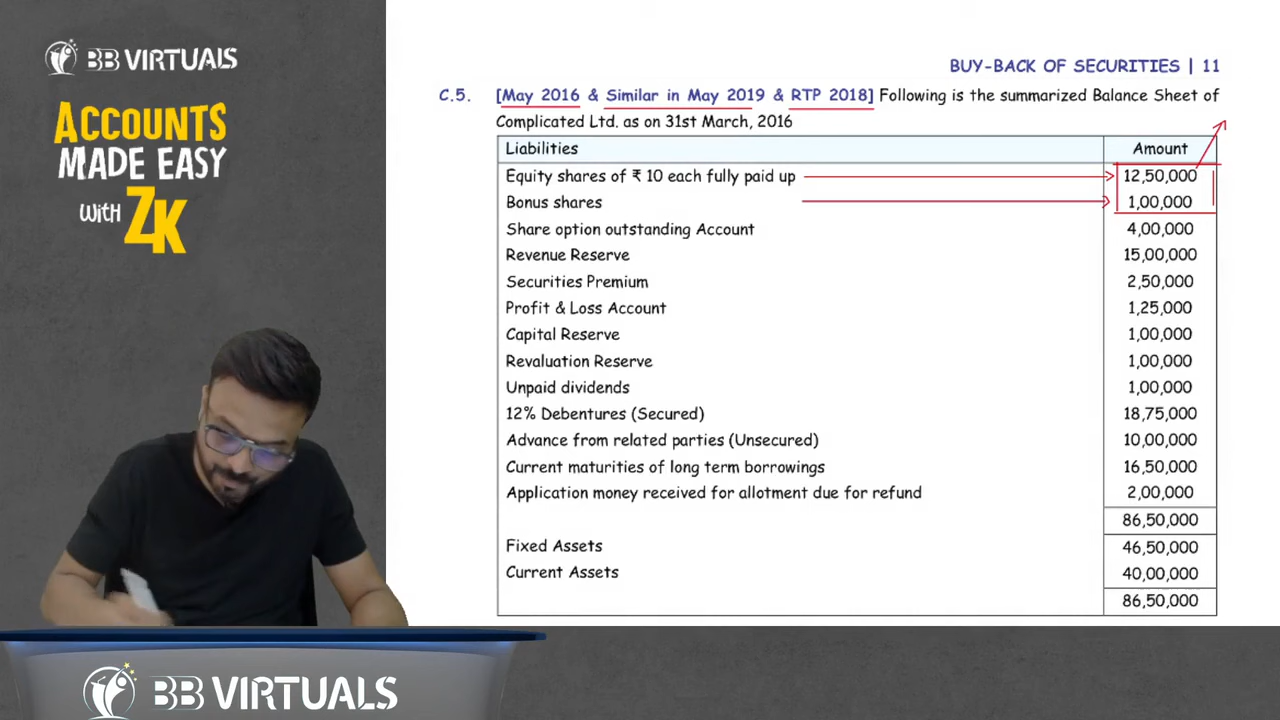 BB VIRTUALS
ACCOUNTS
MADE EASY
with ZK
BUY-BACK OF SECURITIES | 11
C.5. [May 2016 & Similar in May 2019 & RTP 2018] Following is the summarized Balance Sheet of
Complicated Ltd. as on 31st March, 2016
Liabilities Amount
Equity shares of ₹ 10 each fully paid up 12,50,000
Bonus shares 1,00,000
Share option outstanding Account 4,00,000
Revenue Reserve 15,00,000
Securities Premium 2,50,000
Profit & Loss Account 1,25,000
Capital Reserve 1,00,000
Revaluation Reserve 1,00,000
Unpaid dividends 1,00,000
12% Debentures (Secured) 18,75,000
Advance from related parties (Unsecured) 10,00,000
Current maturities of long term borrowings 16,50,000
Application money received for allotment due for refund 2,00,000
86,50,000
Fixed Assets 46,50,000
Current Assets 40,00,000
86,50,000
BB VIRTUALS